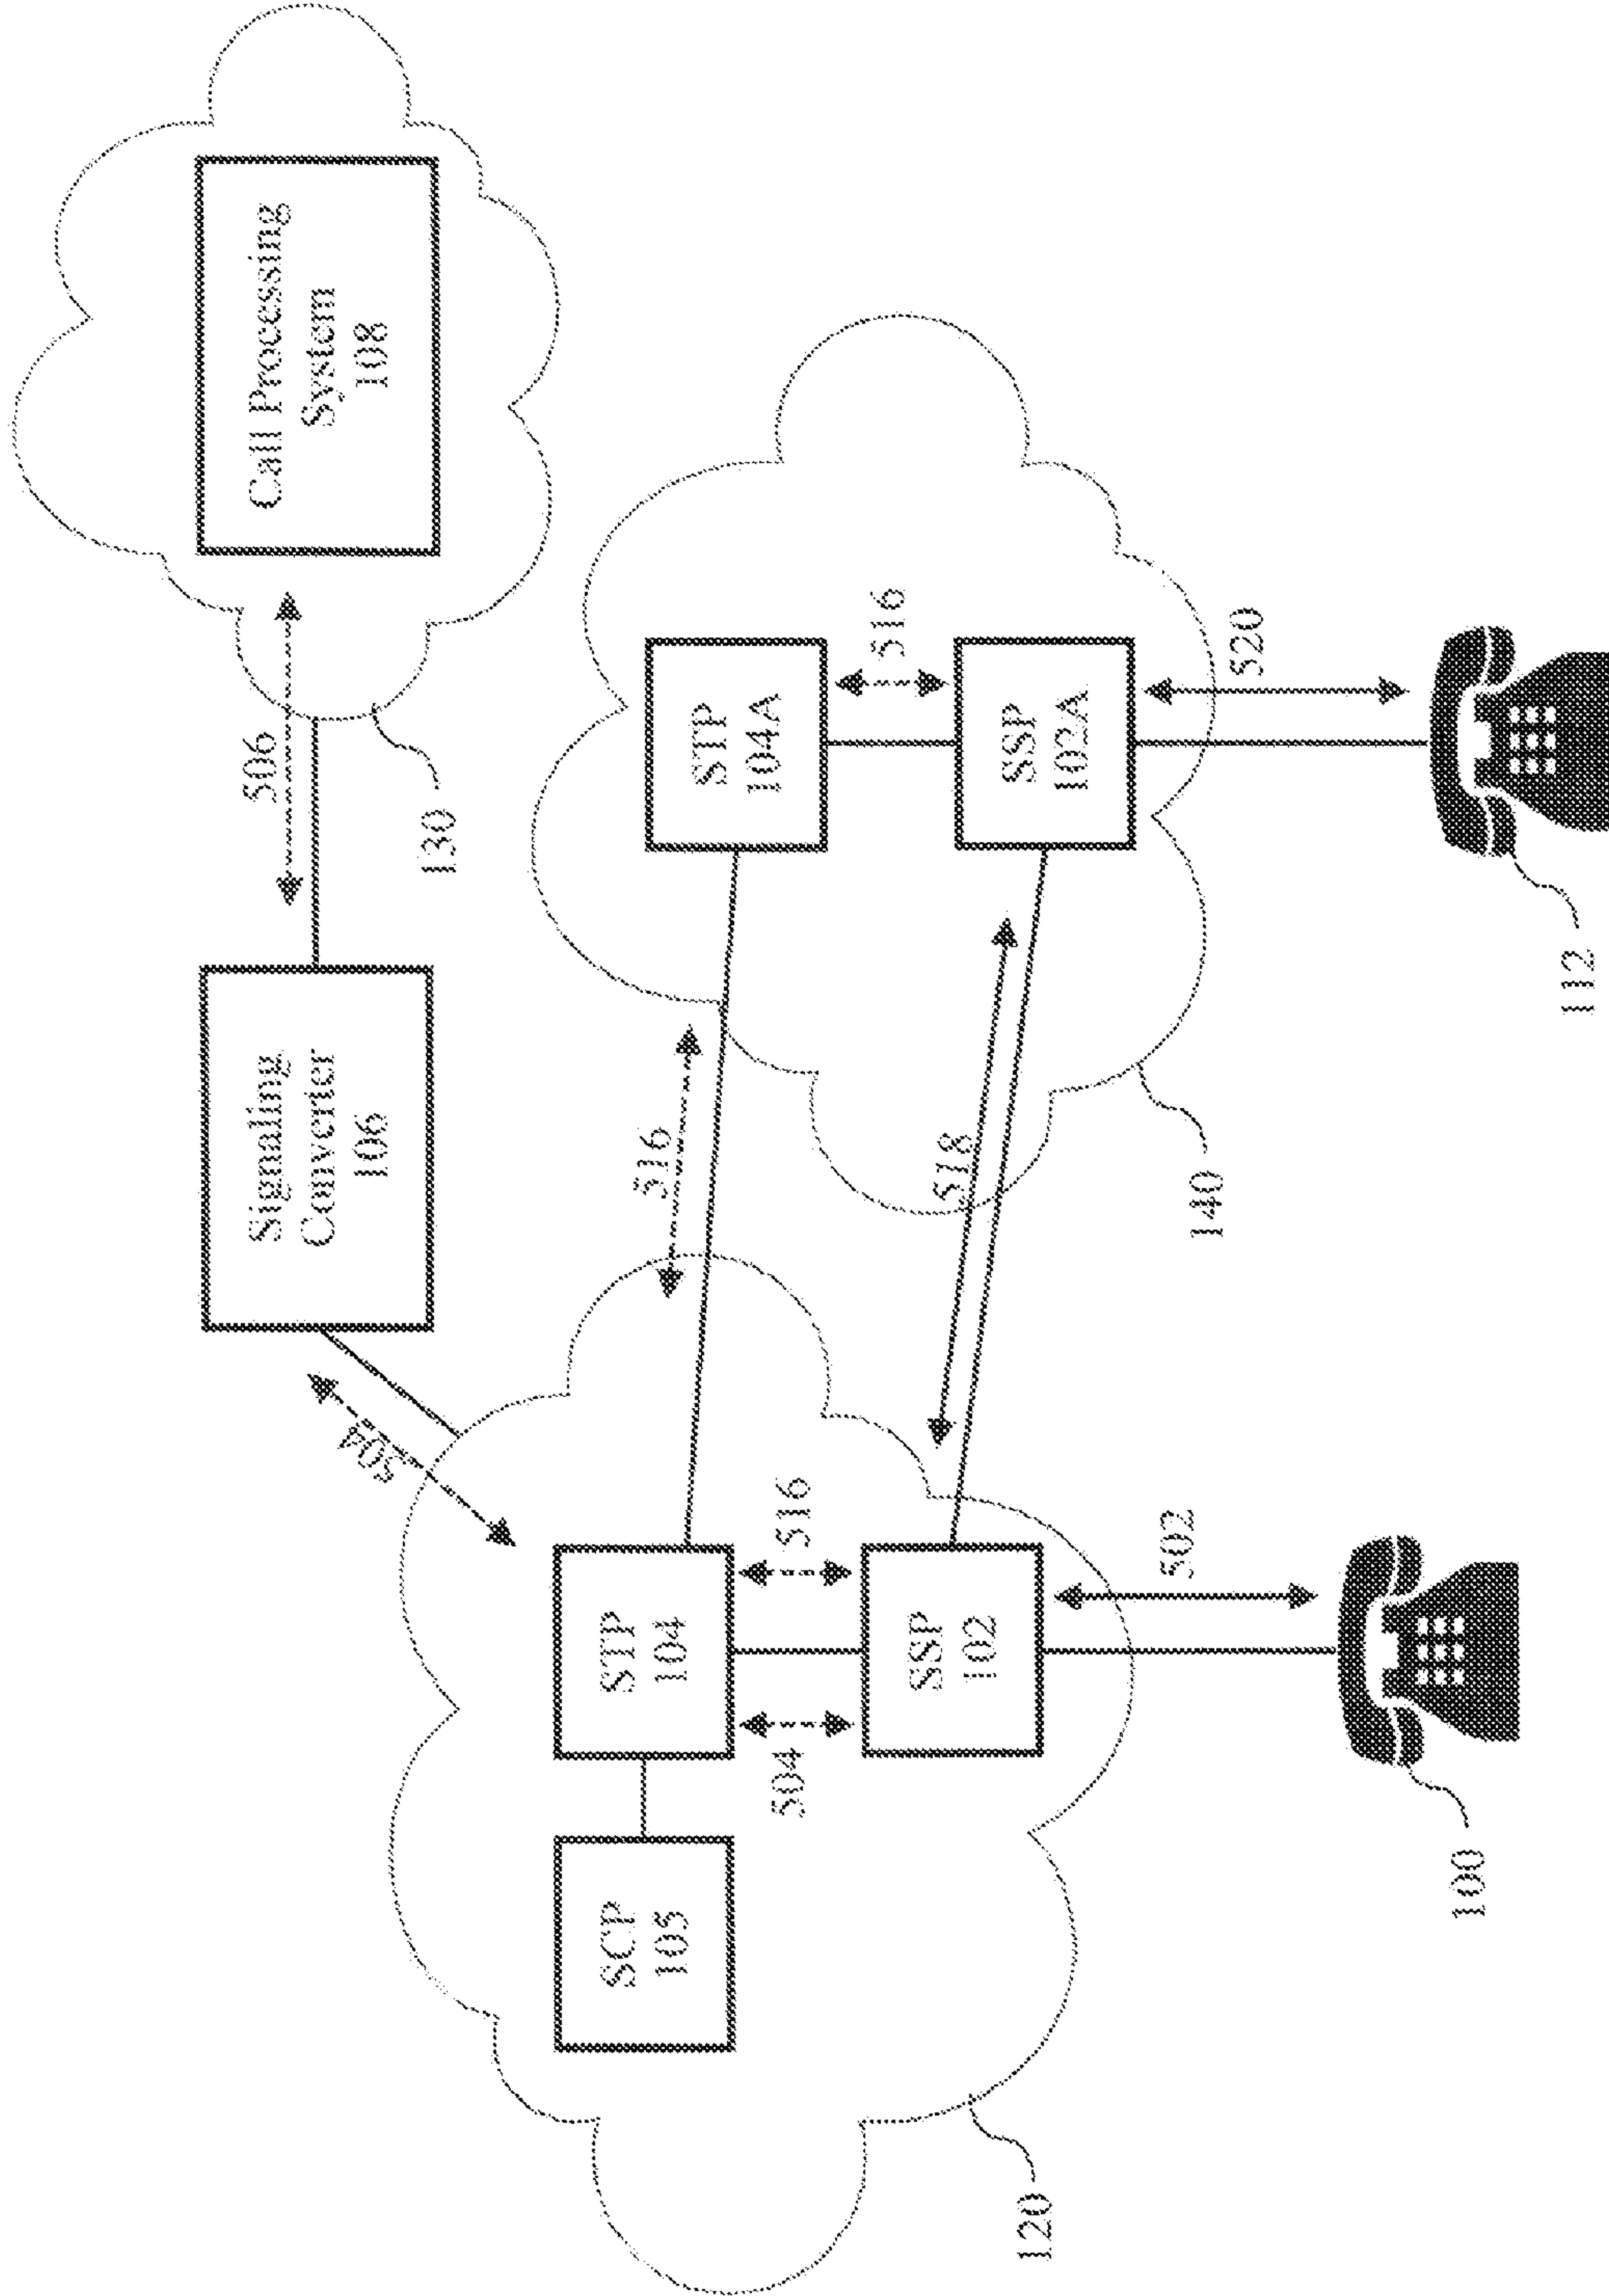 Call Processing
System
108
Signaling
Converter
106
506
130
504
516
STP
104A
516
SSP
102A
520
518
140
112
SCP
105
STP
104
504
516
SSP
102
502
100
120